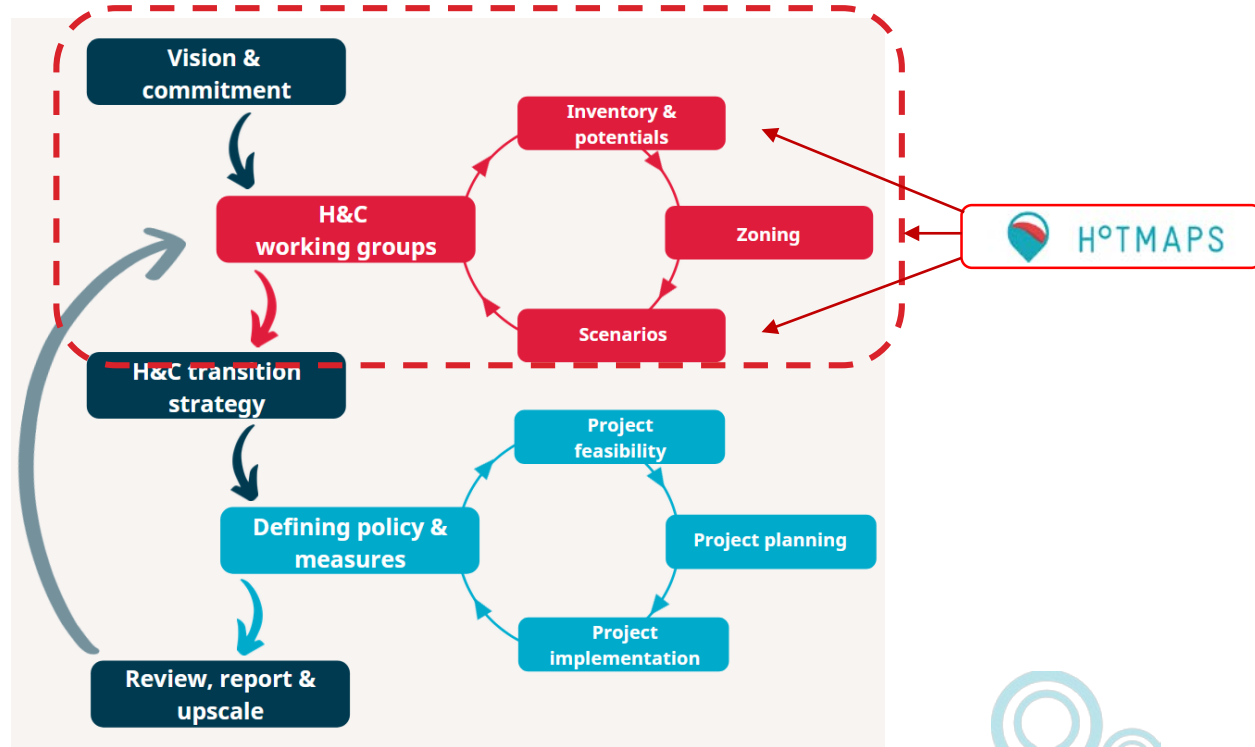 Vision &
commitment
Inventory &
potentials
H&C
working groups
Zoning
HOTMAPS
Scenarios
H&C transition
strategy
Project
feasibility
Defining policy &
measures
Project planning
Project
implementation
Review, report &
upscale